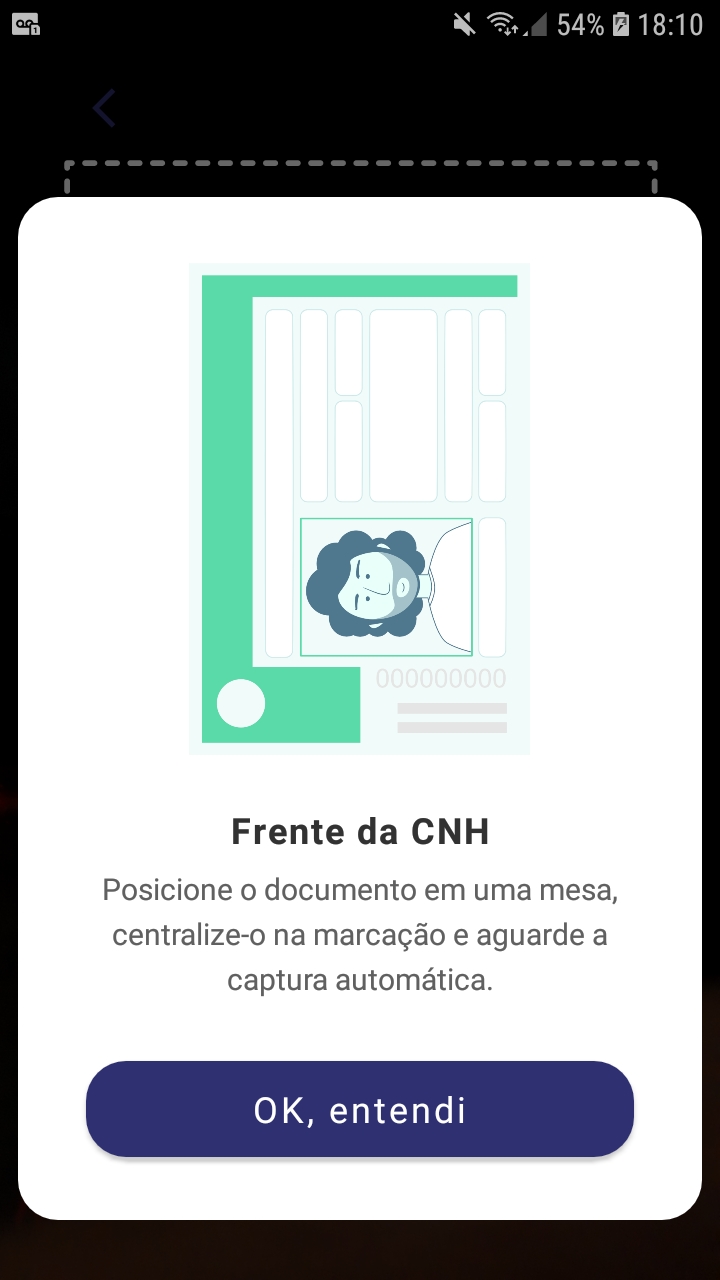 54% 18:10
000000000
Frente da CNH
Posicione o documento em uma mesa,
centralize-o na marcação e aguarde a
captura automática.
OK, entendi